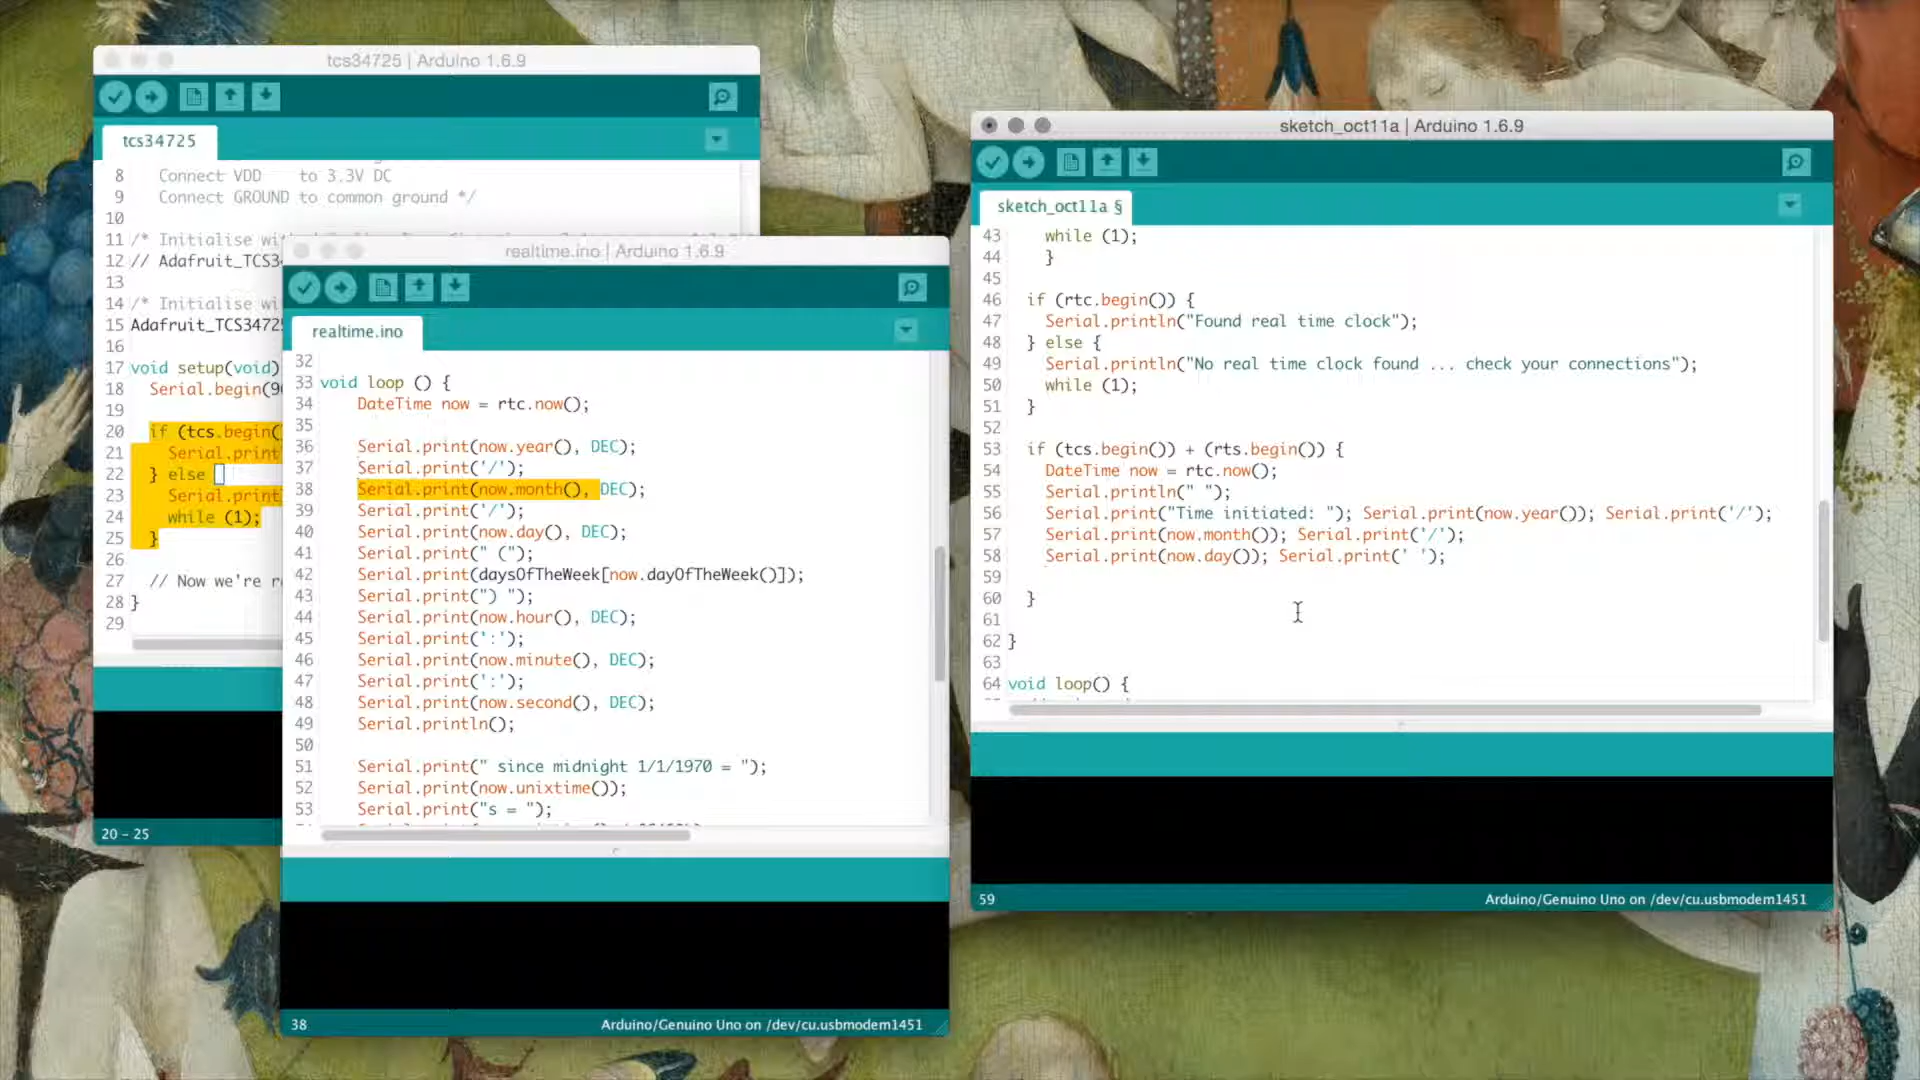 tcs34725 | Arduino 1.6.9
tcs34725
8 Connect VDD    to 3.3V DC
9 Connect GROUND to common ground */
10
11 /* Initialise
12 // Adafruit_TCS3
13
14 /* Initialise wi
15 Adafruit_TCS3472
16
17 void setup(void)
18 Serial.begin(9
19
20 if (tcs.begin(
21 Serial.print
22 } else {
23 Serial.print
24 while (1);
25 }
26
27 // Now we're r
28 }
29
20 - 25
realtime.ino | Arduino 1.6.9
realtime.ino
32
33 void loop () {
34 DateTime now = rtc.now();
35
36 Serial.print(now.year(), DEC);
37 Serial.print('/');
38 Serial.print(now.month(), DEC);
39 Serial.print('/');
40 Serial.print(now.day(), DEC);
41 Serial.print(" (");
42 Serial.print(daysOfTheWeek[now.dayOfTheWeek()]);
43 Serial.print(") ");
44 Serial.print(now.hour(), DEC);
45 Serial.print(':');
46 Serial.print(now.minute(), DEC);
47 Serial.print(':');
48 Serial.print(now.second(), DEC);
49 Serial.println();
50
51 Serial.print(" since midnight 1/1/1970 = ");
52 Serial.print(now.unixtime());
53 Serial.print("s = ");
38
Arduino/Genuino Uno on /dev/cu.usbmodem1451
sketch_oct11a | Arduino 1.6.9
sketch_oct11a §
43 while (1);
44 }
45
46 if (rtc.begin()) {
47 Serial.println("Found real time clock");
48 } else {
49 Serial.println("No real time clock found ... check your connections");
50 while (1);
51 }
52
53 if (tcs.begin()) + (rts.begin()) {
54 DateTime now = rtc.now();
55 Serial.println(" ");
56 Serial.print("Time initiated: "); Serial.print(now.year()); Serial.print('/');
57 Serial.print(now.month()); Serial.print('/');
58 Serial.print(now.day()); Serial.print(' ');
59
60 }
61
62 }
63
64 void loop() {
59
Arduino/Genuino Uno on /dev/cu.usbmodem1451